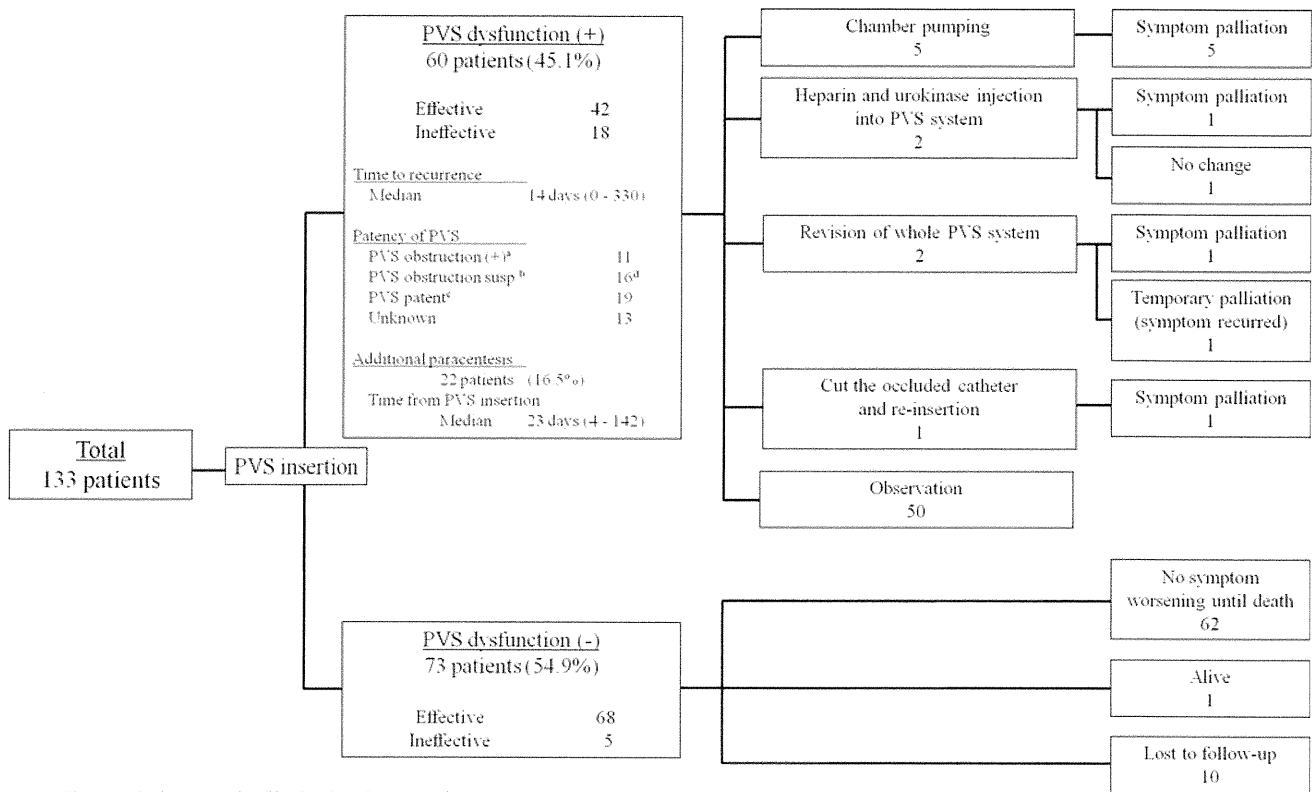 Total
133 patients
PVS insertion
PVS dysfunction (+)
60 patients (45.1%)
Effective 42
Ineffective 18
Time to recurrence
Median 14 days (0 - 330)
Patency of PVS
PVS obstruction (+)ᵃ 11
PVS obstruction susp ᵇ 16ᵈ
PVS patentᶜ 19
Unknown 13
Additional paracentesis
22 patients (16.5%)
Time from PVS insertion
Median 23 days (4 - 142)
Chamber pumping
5
Symptom palliation
5
Heparin and urokinase injection
into PVS system
2
Symptom palliation
1
No change
1
Revision of whole PVS system
2
Symptom palliation
1
Temporary palliation
(symptom recurred)
1
Cut the occluded catheter
and re-insertion
1
Symptom palliation
1
Observation
50
PVS dysfunction (-)
73 patients (54.9%)
Effective 68
Ineffective 5
No symptom
worsening until death
62
Alive
1
Lost to follow-up
10